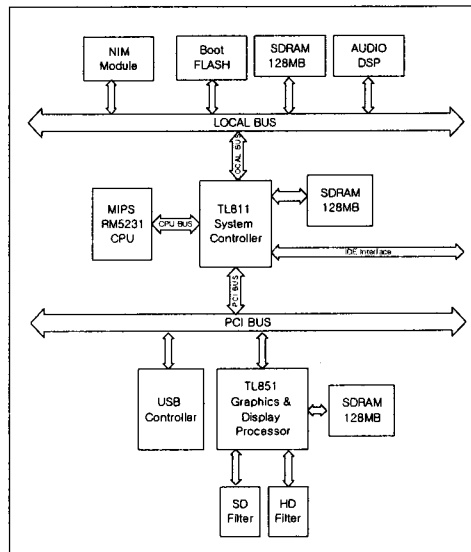 NIM
Module
Boot
FLASH
SDRAM
128MB
AUDIO
DSP
LOCAL BUS
OCAL BUS
MIPS
RM5231
CPU
CPU BUS
TL811
System
Controller
SDRAM
128MB
IDE Interface
PCI BUS
PCI BUS
USB
Controller
TL851
Graphics &
Display
Processor
SDRAM
128MB
SD
Filter
HD
Filter